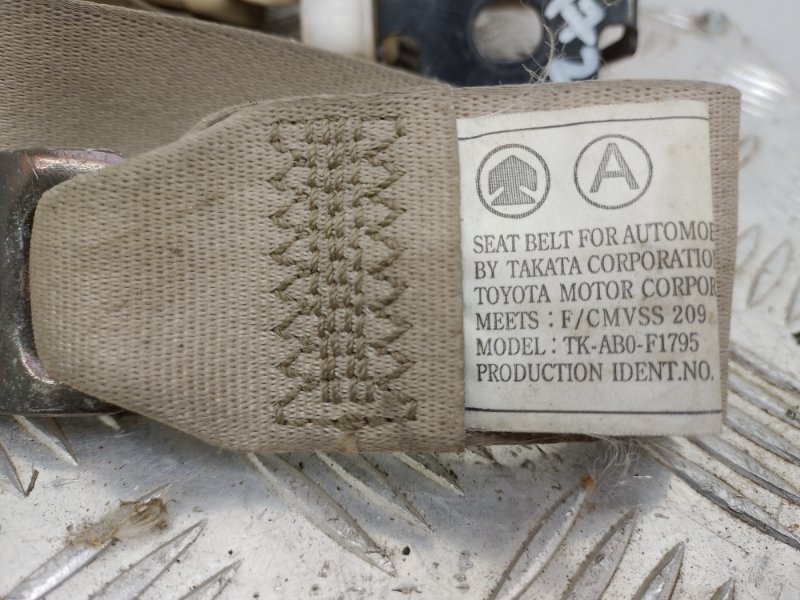 A
SEAT BELT FOR AUTOMOB
BY TAKATA CORPORATIO
TOYOTA MOTOR CORPOR
MEETS : F/CMVSS 209
MODEL : TK-AB0-F1795
PRODUCTION IDENT.NO.